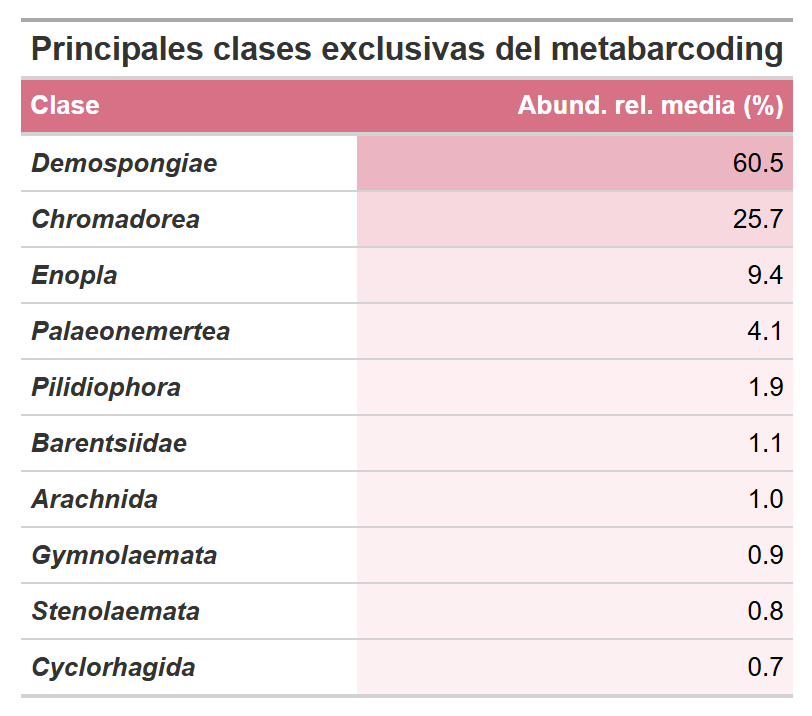 Principales clases exclusivas del metabarcoding
Clase Abund. rel. media (%)
Demospongiae 60.5
Chromadorea 25.7
Enopla 9.4
Palaeonemertea 4.1
Pilidiophora 1.9
Barentsiidae 1.1
Arachnida 1.0
Gymnolaemata 0.9
Stenolaemata 0.8
Cyclorhagida 0.7